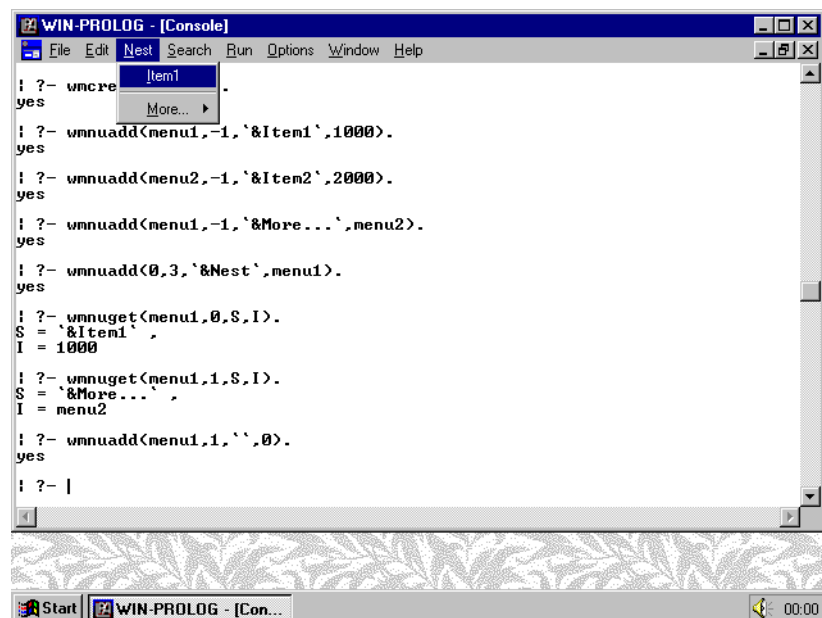 WIN-PROLOG - [Console]
File Edit Nest Search Run Options Window Help
Item1
More...
| ?- wmcre .
yes
| ?- wmnuadd(menu1,-1,`&Item1`,1000).
yes
| ?- wmnuadd(menu2,-1,`&Item2`,2000).
yes
| ?- wmnuadd(menu1,-1,`&More...`,menu2).
yes
| ?- wmnuadd(0,3,`&Nest`,menu1).
yes
| ?- wmnuget(menu1,0,S,I).
S = `&Item1` ,
I = 1000
| ?- wmnuget(menu1,1,S,I).
S = `&More...` ,
I = menu2
| ?- wmnuadd(menu1,1,``,0).
yes
| ?- |
Start WIN-PROLOG - [Con... 00:00